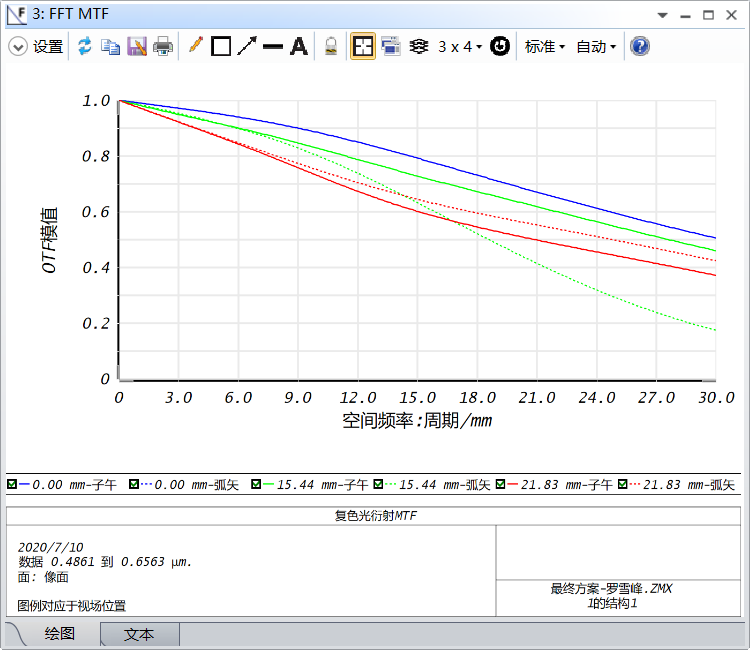 3: FFT MTF
设置 3 x 4 标准 自动
1.0
0.8
0.6
0.4
0.2
0
OTF模值
0 3.0 6.0 9.0 12.0 15.0 18.0 21.0 24.0 27.0 30.0
空间频率:周期/mm
0.00 mm-子午 0.00 mm-弧矢 15.44 mm-子午 15.44 mm-弧矢 21.83 mm-子午 21.83 mm-弧矢
复色光衍射MTF
2020/7/10
数据 0.4861 到 0.6563 µm.
面: 像面
图例对应于视场位置
最终方案-罗雪峰.ZMX
1的结构1
绘图 文本